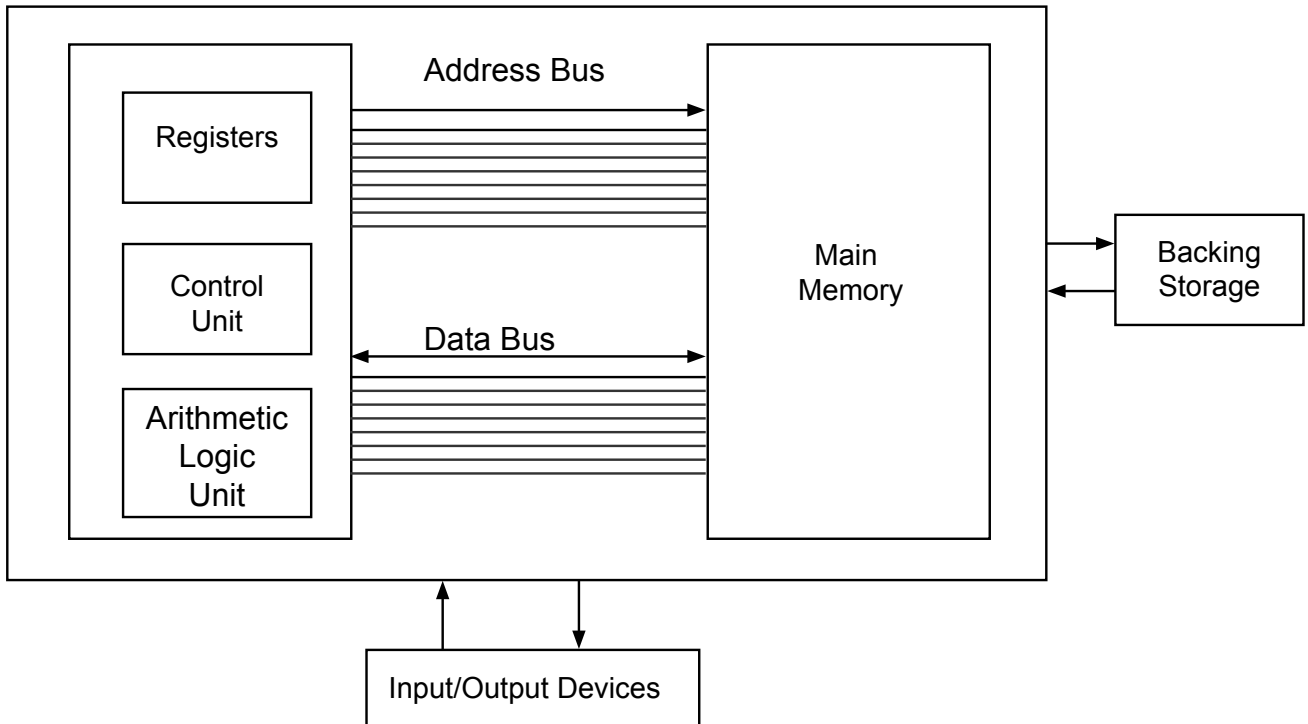 Address Bus
Registers
Control
Unit
Data Bus
Arithmetic
Logic
Unit
Main
Memory
Backing
Storage
Input/Output Devices